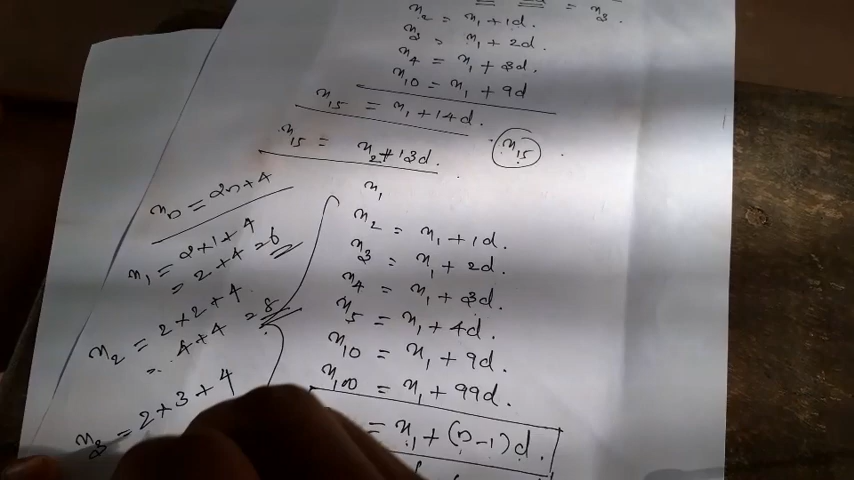 = x₃.
x₂ = x₁ + 1d.
x₃ = x₁ + 2d.
x₄ = x₁ + 3d.
x₁₀ = x₁ + 9d
x₁₅ = x₁ + 14d.
x₁₅ = x₂ + 13d.
x₁₅
xₙ = 2n + 4
x₁ = 2×1+4
= 2+4 = 6
x₂ = 2×2+4.
= 4+4 = 8
x₃ = 2×3+4
x₁
x₂ = x₁ + 1d.
x₃ = x₁ + 2d.
x₄ = x₁ + 3d.
x₅ = x₁ + 4d.
x₁₀ = x₁ + 9d.
x₁₀₀ = x₁ + 99d.
= x₁ + (n-1)d.